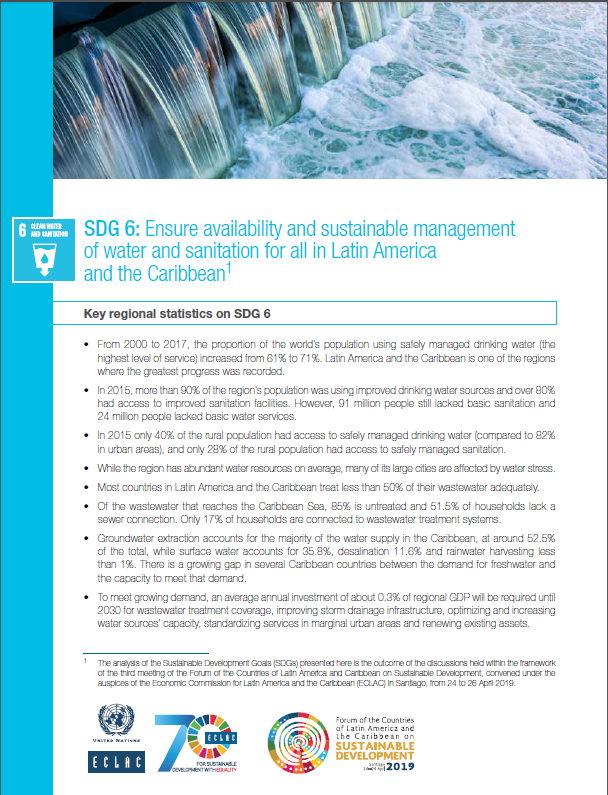 6 CLEAN WATER
AND SANITATION
SDG 6: Ensure availability and sustainable management
of water and sanitation for all in Latin America
and the Caribbean1
Key regional statistics on SDG 6
• From 2000 to 2017, the proportion of the world's population using safely managed drinking water (the
highest level of service) increased from 61% to 71%. Latin America and the Caribbean is one of the regions
where the greatest progress was recorded.
• In 2015, more than 90% of the region's population was using improved drinking water sources and over 80%
had access to improved sanitation facilities. However, 91 million people still lacked basic sanitation and
24 million people lacked basic water services.
• In 2015 only 40% of the rural population had access to safely managed drinking water (compared to 82%
in urban areas), and only 28% of the rural population had access to safely managed sanitation.
• While the region has abundant water resources on average, many of its large cities are affected by water stress.
• Most countries in Latin America and the Caribbean treat less than 50% of their wastewater adequately.
• Of the wastewater that reaches the Caribbean Sea, 85% is untreated and 51.5% of households lack a
sewer connection. Only 17% of households are connected to wastewater treatment systems.
• Groundwater extraction accounts for the majority of the water supply in the Caribbean, at around 52.5%
of the total, while surface water accounts for 35.8%, desalination 11.6% and rainwater harvesting less
than 1%. There is a growing gap in several Caribbean countries between the demand for freshwater and
the capacity to meet that demand.
• To meet growing demand, an average annual investment of about 0.3% of regional GDP will be required until
2030 for wastewater treatment coverage, improving storm drainage infrastructure, optimizing and increasing
water sources' capacity, standardizing services in marginal urban areas and renewing existing assets.
1 The analysis of the Sustainable Development Goals (SDGs) presented here is the outcome of the discussions held within the framework
of the third meeting of the Forum of the Countries of Latin America and Caribbean on Sustainable Development, convened under the
auspices of the Economic Commission for Latin America and the Caribbean (ECLAC) in Santiago, from 24 to 26 April 2019.
UNITED NATIONS
ECLAC
70
ECLAC
FOR SUSTAINABLE
DEVELOPMENT WITH EQUALITY
Forum of the Countries
of Latin America and
the Caribbean on
SUSTAINABLE
DEVELOPMENT
Santiago
2019